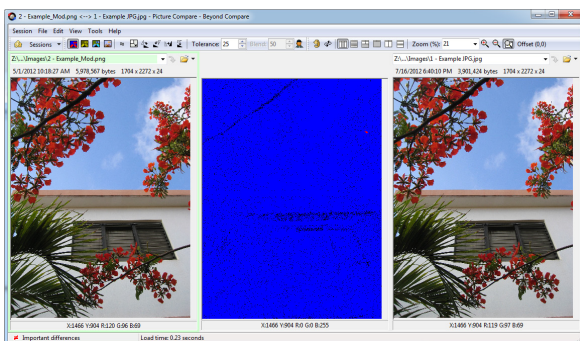 2 - Example_Mod.png <--> 1 - Example JPG.jpg - Picture Compare - Beyond Compare
Session File Edit View Tools Help
Sessions Tolerance: 25 Blend: 50 Zoom (%): 21 Offset (0,0)
Z:\...\Images\2 - Example_Mod.png Z:\...\Images\1 - Example JPG.jpg
5/1/2012 10:18:27 AM 5,978,567 bytes 1704 x 2272 x 24 7/16/2012 6:40:10 PM 3,901,424 bytes 1704 x 2272 x 24
X:1466 Y:904 R:120 G:96 B:69 X:1466 Y:904 R:0 G:0 B:255 X:1466 Y:904 R:119 G:97 B:69
Important differences Load time: 0.23 seconds